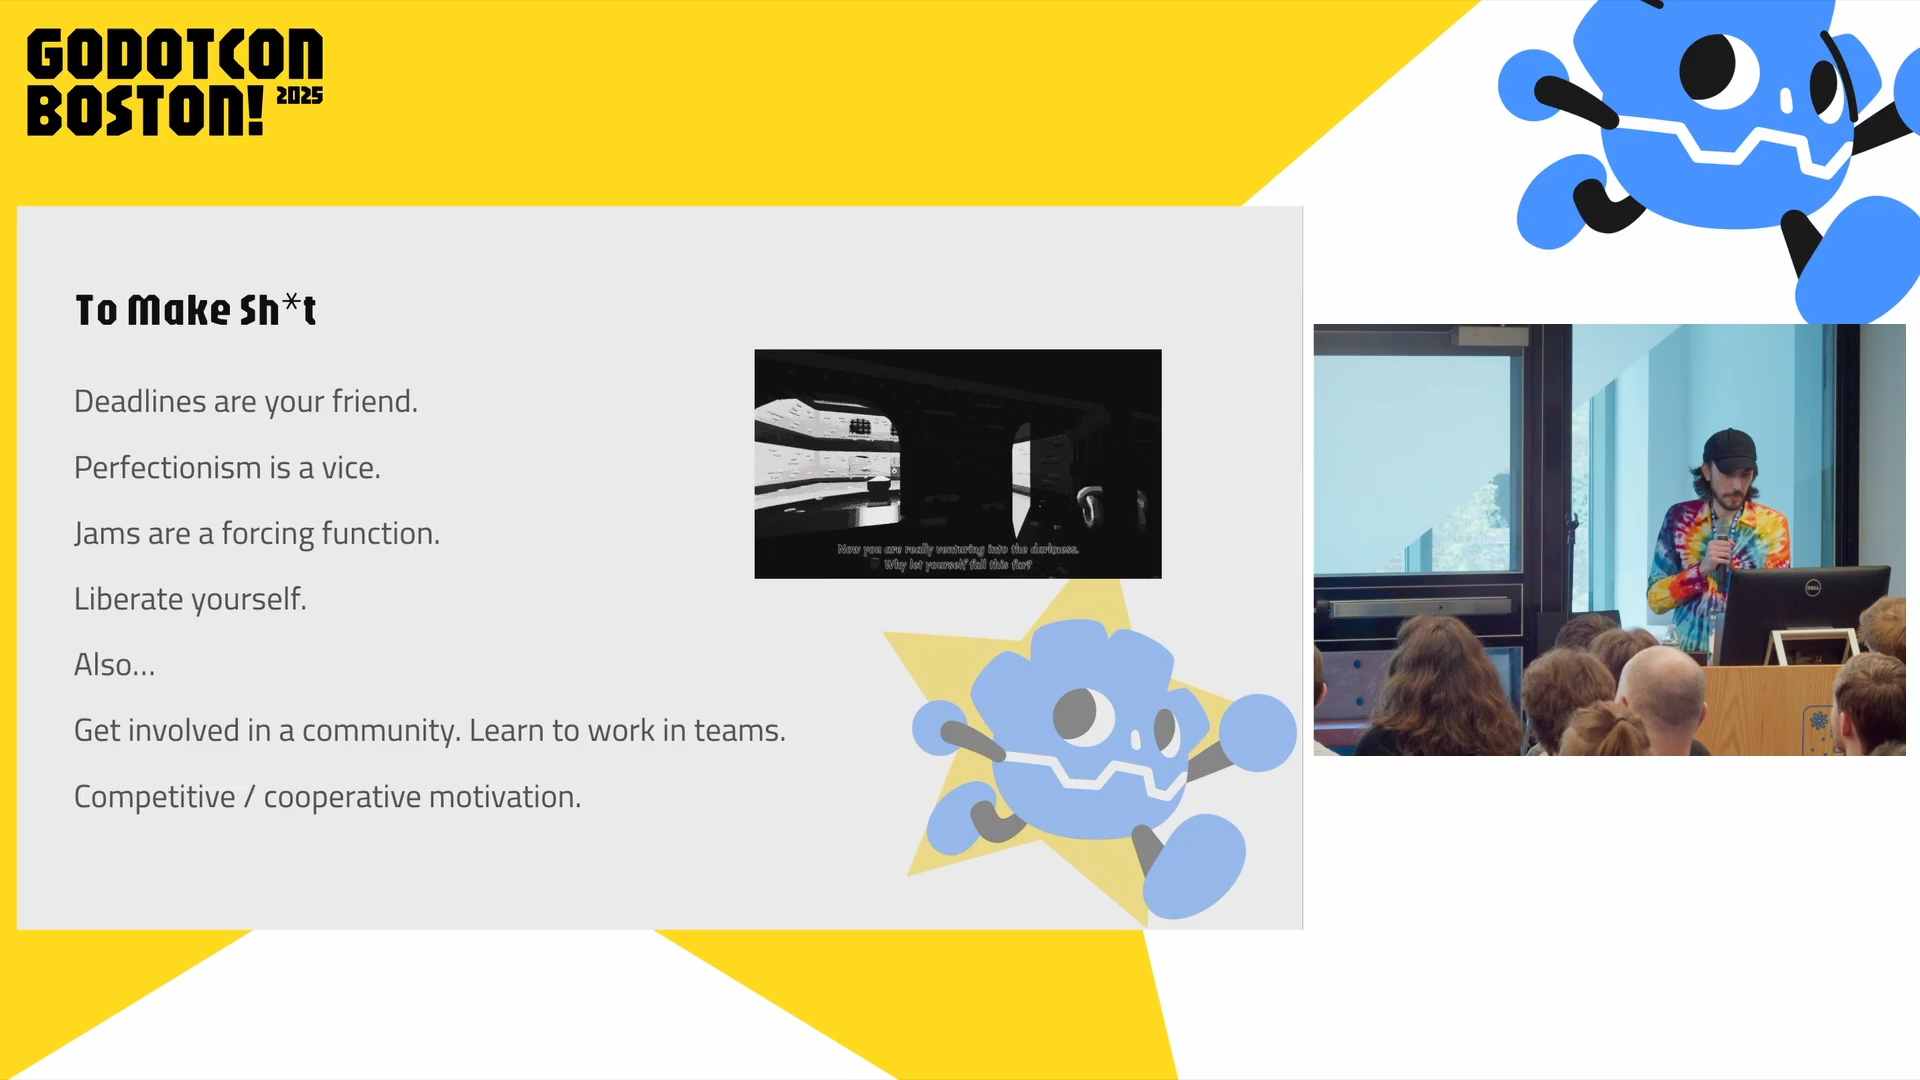 GODOTCON
BOSTON! 2025
To Make Sh*t
Deadlines are your friend.
Perfectionism is a vice.
Jams are a forcing function.
Liberate yourself.
Also...
Get involved in a community. Learn to work in teams.
Competitive / cooperative motivation.
Now you are really venturing into the darkness.
Why let yourself fall this far?
DELL